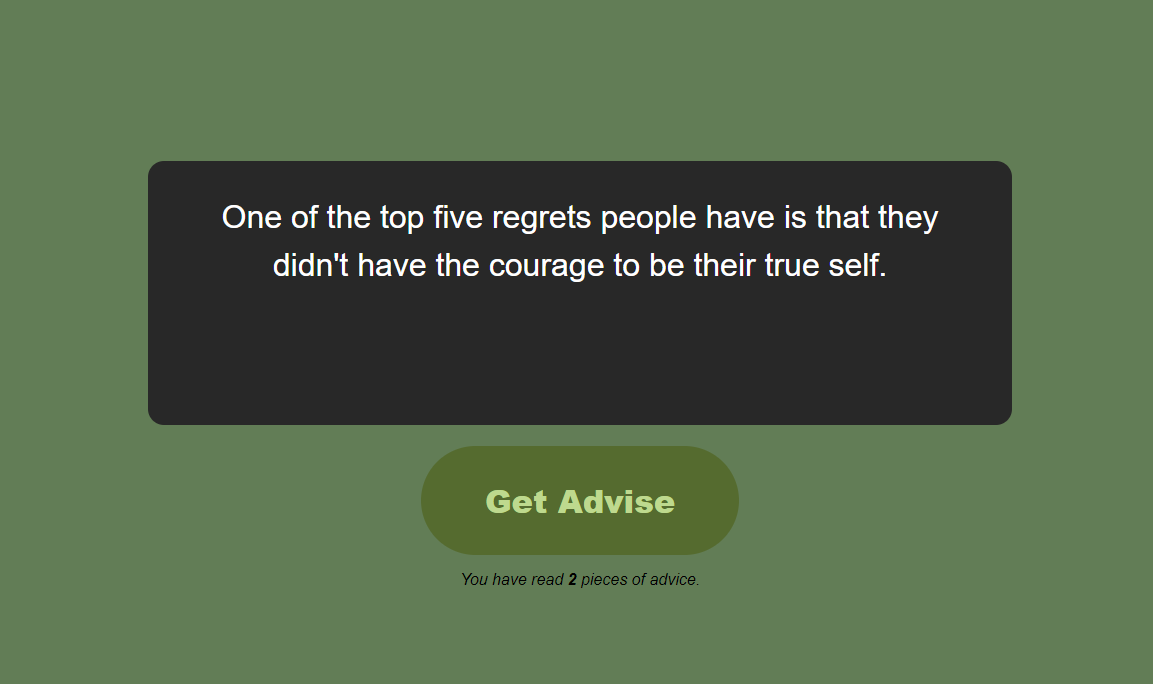 One of the top five regrets people have is that they
didn't have the courage to be their true self.
Get Advise
You have read 2 pieces of advice.